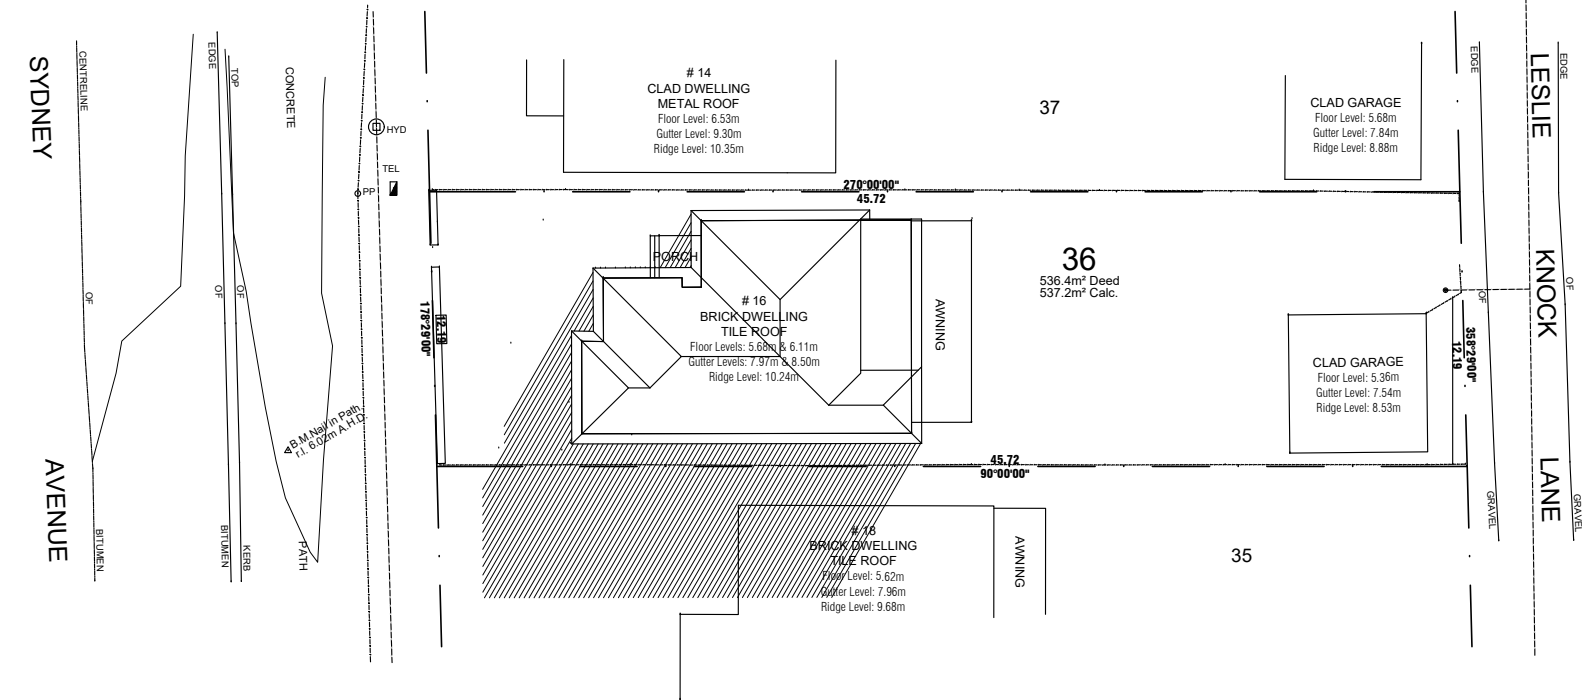 SYDNEY
AVENUE
CENTRELINE
OF
BITUMEN
EDGE
OF
BITUMEN
TOP
OF
KERB
CONCRETE
PATH
HYD
TEL
PP
B.M.Nail in Path.
r.l. 6.02m A.H.D.
# 14
CLAD DWELLING
METAL ROOF
Floor Level: 6.53m
Gutter Level: 9.30m
Ridge Level: 10.35m
37
CLAD GARAGE
Floor Level: 5.68m
Gutter Level: 7.84m
Ridge Level: 8.88m
270°00'00"
45.72
178°29'00"
12.19
PORCH
# 16
BRICK DWELLING
TILE ROOF
Floor Levels: 5.68m & 6.11m
Gutter Levels: 7.97m & 8.50m
Ridge Level: 10.24m
AWNING
36
536.4m² Deed
537.2m² Calc.
CLAD GARAGE
Floor Level: 5.36m
Gutter Level: 7.54m
Ridge Level: 8.53m
358°29'00"
12.19
45.72
90°00'00"
# 18
BRICK DWELLING
TILE ROOF
Floor Level: 5.62m
Gutter Level: 7.96m
Ridge Level: 9.68m
AWNING
35
EDGE
OF
GRAVEL
LESLIE
KNOCK
LANE
EDGE
OF
GRAVEL